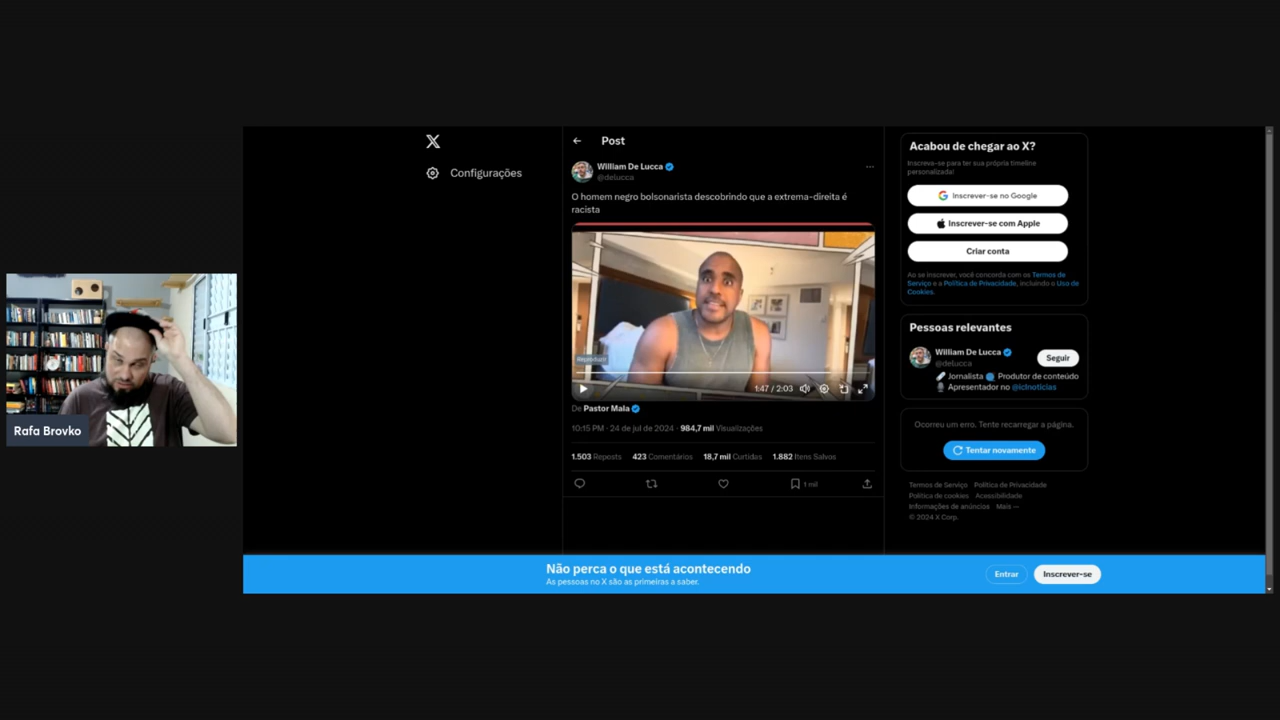 Rafa Brovko
Configurações
Post
William De Lucca
@delucca
O homem negro bolsonarista descobrindo que a extrema-direita é
racista
1:47 / 2:03
De Pastor Mala
10:15 PM · 24 de jul de 2024 · 984,7 mil Visualizações
1.503 Reposts 423 Comentários 18,7 mil Curtidas 1.882 Itens Salvos
1 mil
Acabou de chegar ao X?
Inscreva-se para ter sua própria timeline
personalizada!
Inscrever-se no Google
Inscrever-se com Apple
Criar conta
Ao se inscrever, você concorda com os Termos de
Serviço e a Política de Privacidade, incluindo o Uso de
Cookies.
Pessoas relevantes
William De Lucca
@delucca
Seguir
Jornalista Produtor de conteúdo
Apresentador no @iclnoticias
Ocorreu um erro. Tente recarregar a página.
Tentar novamente
Termos de Serviço Política de Privacidade
Política de cookies Acessibilidade
Informações de anúncios Mais —
© 2024 X Corp.
Não perca o que está acontecendo
As pessoas no X são as primeiras a saber.
Entrar
Inscrever-se